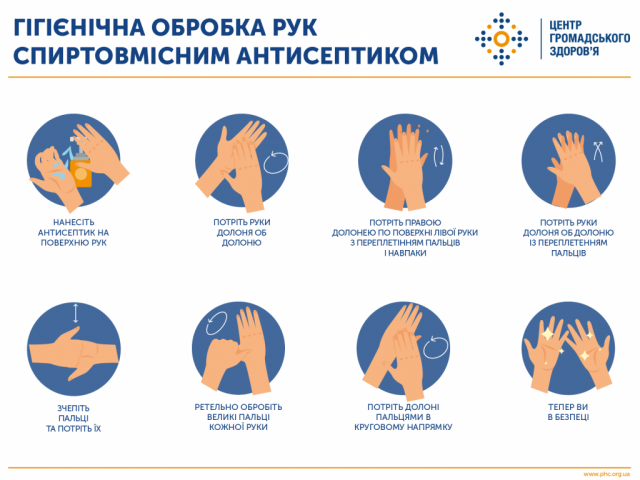 ГІГІЄНІЧНА ОБРОБКА РУК
СПИРТОВМІСНИМ АНТИСЕПТИКОМ
ЦЕНТР
ГРОМАДСЬКОГО
ЗДОРОВ'Я
НАНЕСІТЬ
АНТИСЕПТИК НА
ПОВЕРХНЮ РУК
ПОТРІТЬ РУКИ
ДОЛОНЯ ОБ
ДОЛОНЮ
ПОТРІТЬ ПРАВОЮ
ДОЛОНЕЮ ПО ПОВЕРХНІ ЛІВОЇ РУКИ
З ПЕРЕПЛЕТІННЯМ ПАЛЬЦІВ
І НАВПАКИ
ПОТРІТЬ РУКИ
ДОЛОНЯ ОБ ДОЛОНЮ
ІЗ ПЕРЕПЛЕТЕННЯМ
ПАЛЬЦІВ
ЗЧЕПІТЬ
ПАЛЬЦІ
ТА ПОТРІТЬ ЇХ
РЕТЕЛЬНО ОБРОБІТЬ
ВЕЛИКІ ПАЛЬЦІ
КОЖНОЇ РУКИ
ПОТРІТЬ ДОЛОНІ
ПАЛЬЦЯМИ В
КРУГОВОМУ НАПРЯМКУ
ТЕПЕР ВИ
В БЕЗПЕЦІ
www.phc.org.ua